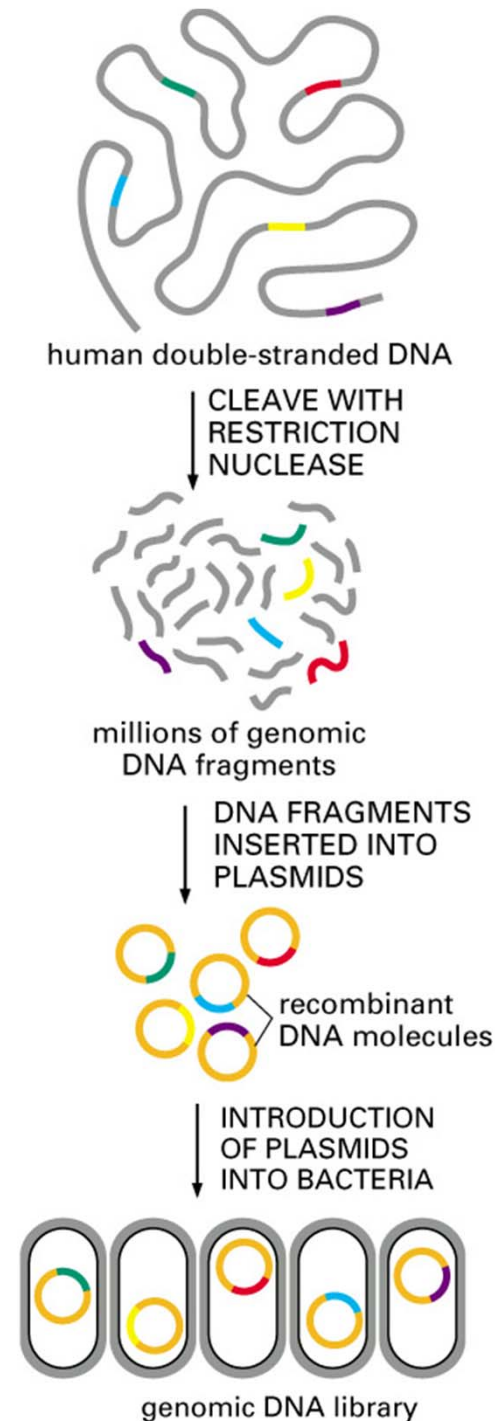 human double-stranded DNA
CLEAVE WITH
RESTRICTION
NUCLEASE
millions of genomic
DNA fragments
DNA FRAGMENTS
INSERTED INTO
PLASMIDS
recombinant
DNA molecules
INTRODUCTION
OF PLASMIDS
INTO BACTERIA
genomic DNA library